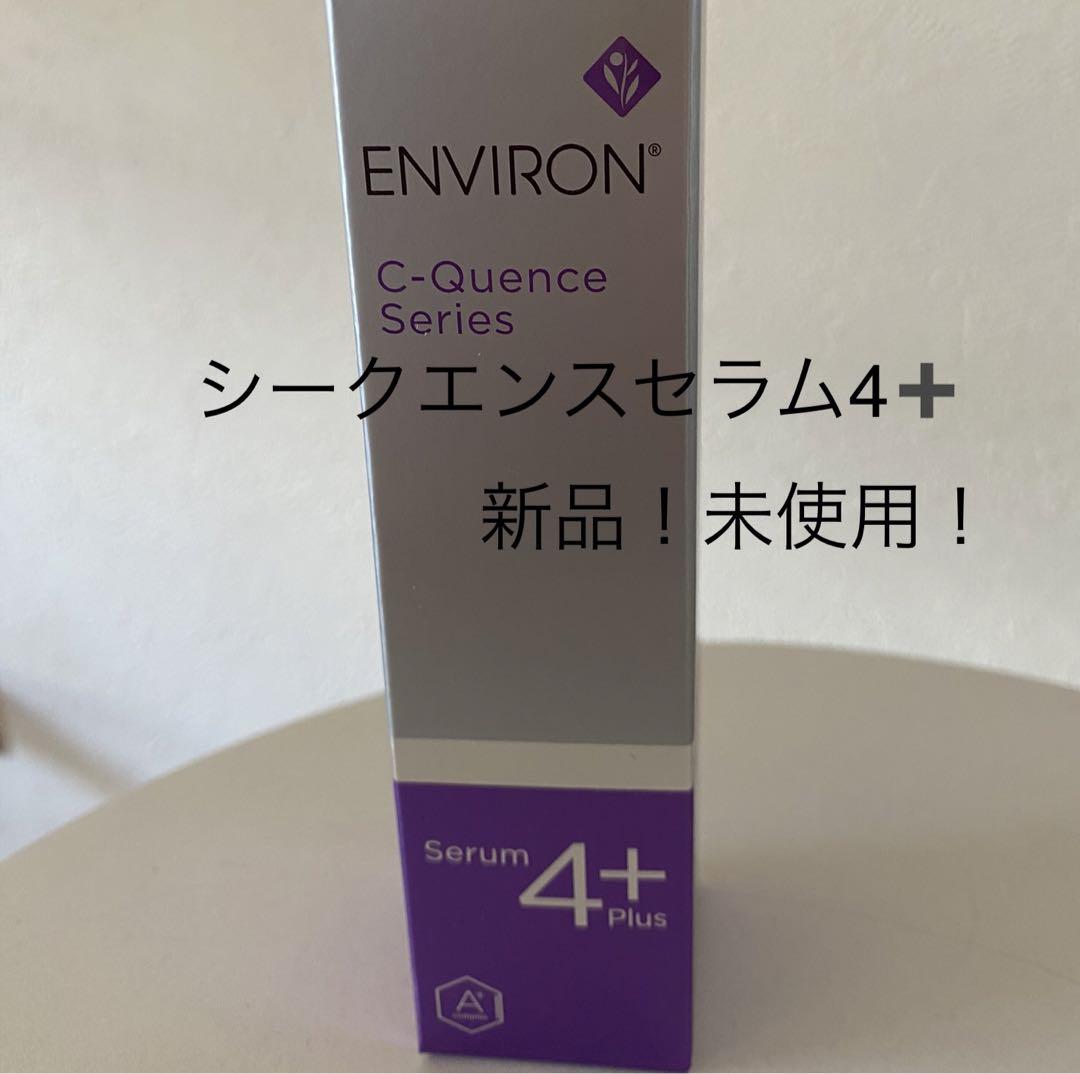 ENVIRON®
C-Quence
Series
シークエンスセラム4➕
新品！未使用！
Serum 4+
Plus
A